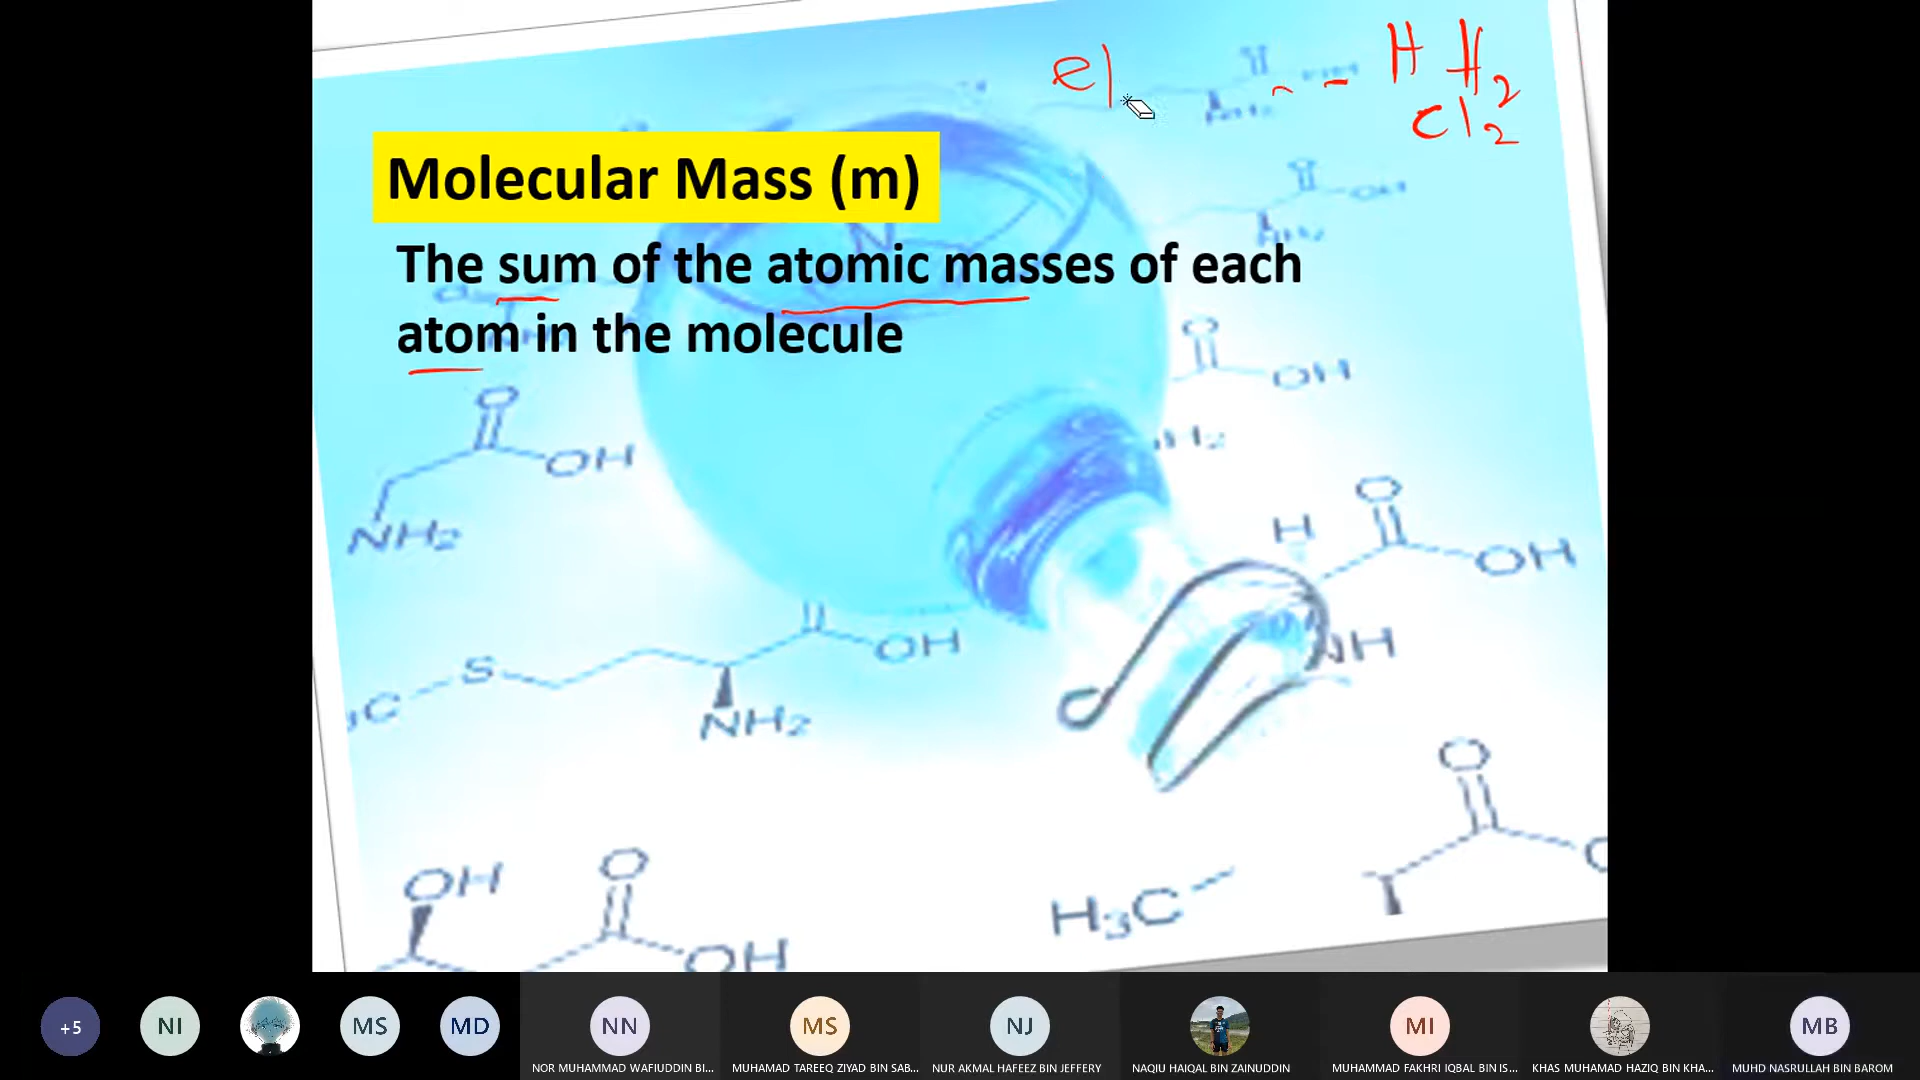 el
H H2
Cl2
Molecular Mass (m)
The sum of the atomic masses of each
atom in the molecule
O
OH
NH2
O
OH
NH2
O
OH
H
O
OH
NH
S
OH
NH2
O
OH
O
OH
H3C
+5
NI
MS
MD
NN
MS
NJ
MI
MB
NOR MUHAMMAD WAFIUDDIN BI...
MUHAMAD TAREEQ ZIYAD BIN SAB...
NUR AKMAL HAFEEZ BIN JEFFERY
NAQIU HAIQAL BIN ZAINUDDIN
MUHAMMAD FAKHRI IQBAL BIN IS...
KHAS MUHAMAD HAZIQ BIN KHA...
MUHD NASRULLAH BIN BAROM